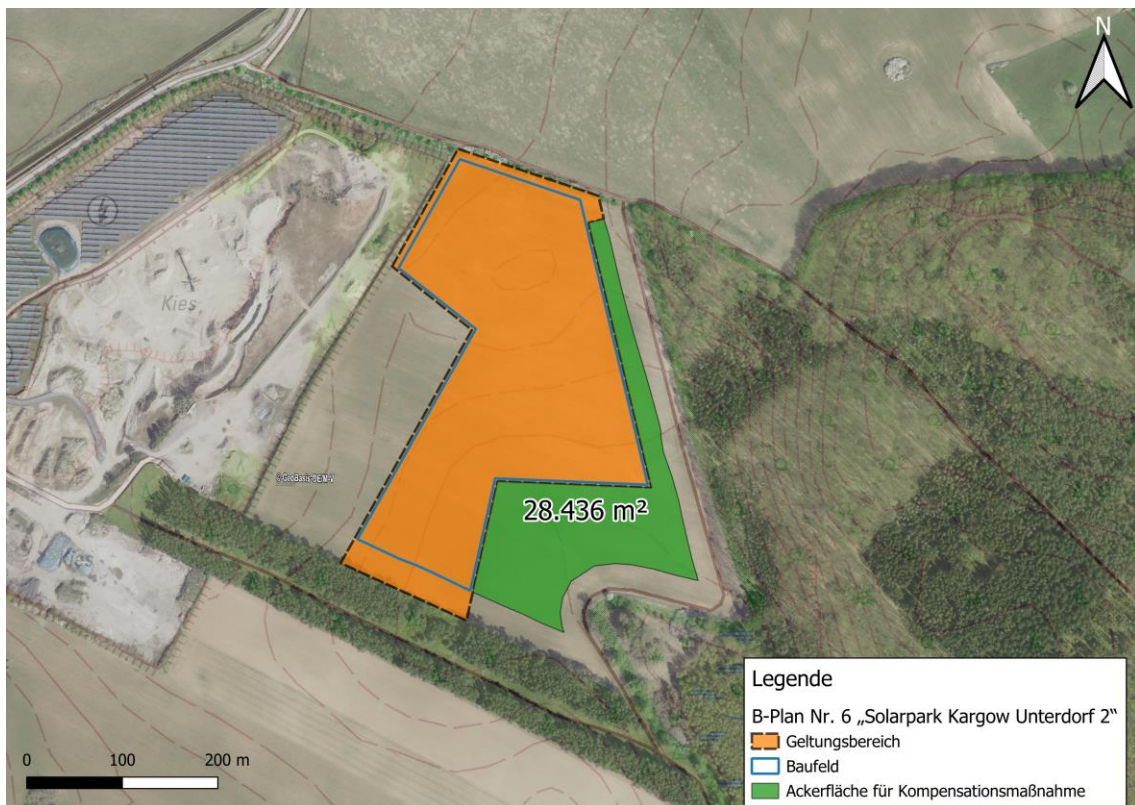 N
Kies
© GeoBasis-DE/M-V
28.436 m²
Kies
Legende
B-Plan Nr. 6 „Solarpark Kargow Unterdorf 2“
Geltungsbereich
Baufeld
Ackerfläche für Kompensationsmaßnahme
0 100 200 m